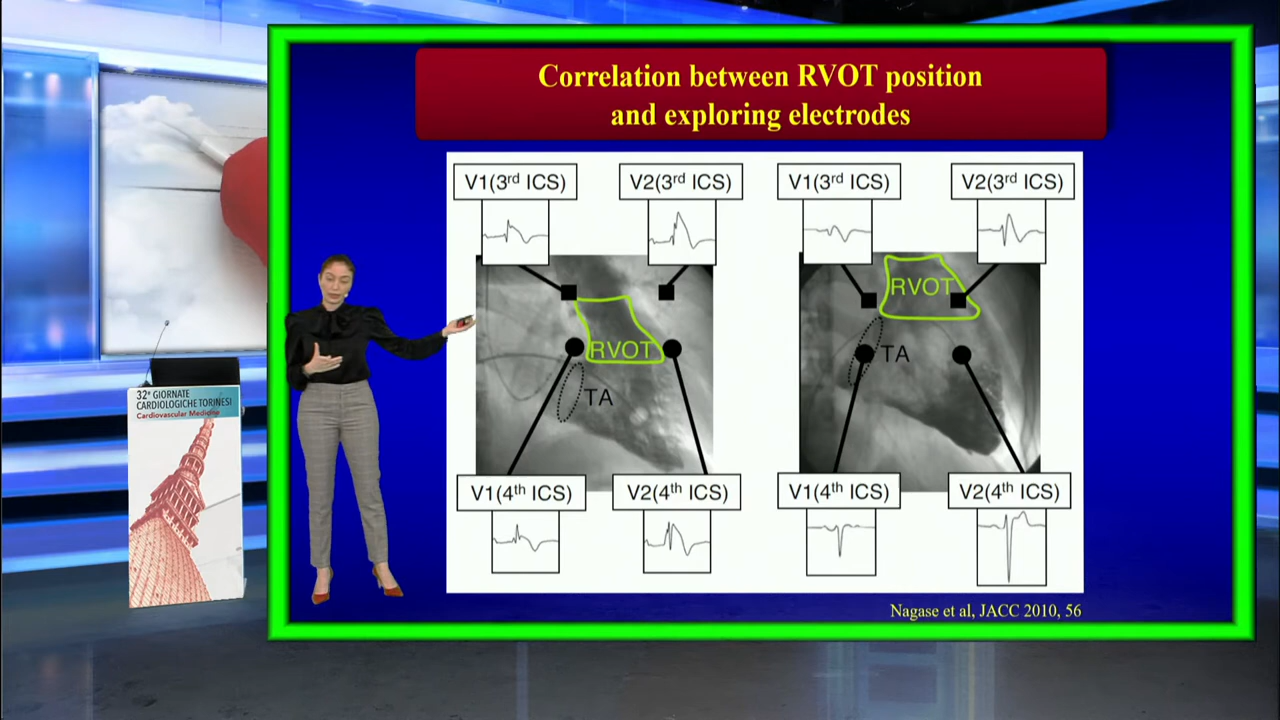 Correlation between RVOT position
and exploring electrodes
V1(3rd ICS)
V2(3rd ICS)
V1(3rd ICS)
V2(3rd ICS)
RVOT
TA
RVOT
TA
V1(4th ICS)
V2(4th ICS)
V1(4th ICS)
V2(4th ICS)
Nagase et al, JACC 2010, 56
32e GIORNATE
CARDIOLOGICHE TORINESI
Cardiovascular Medicine